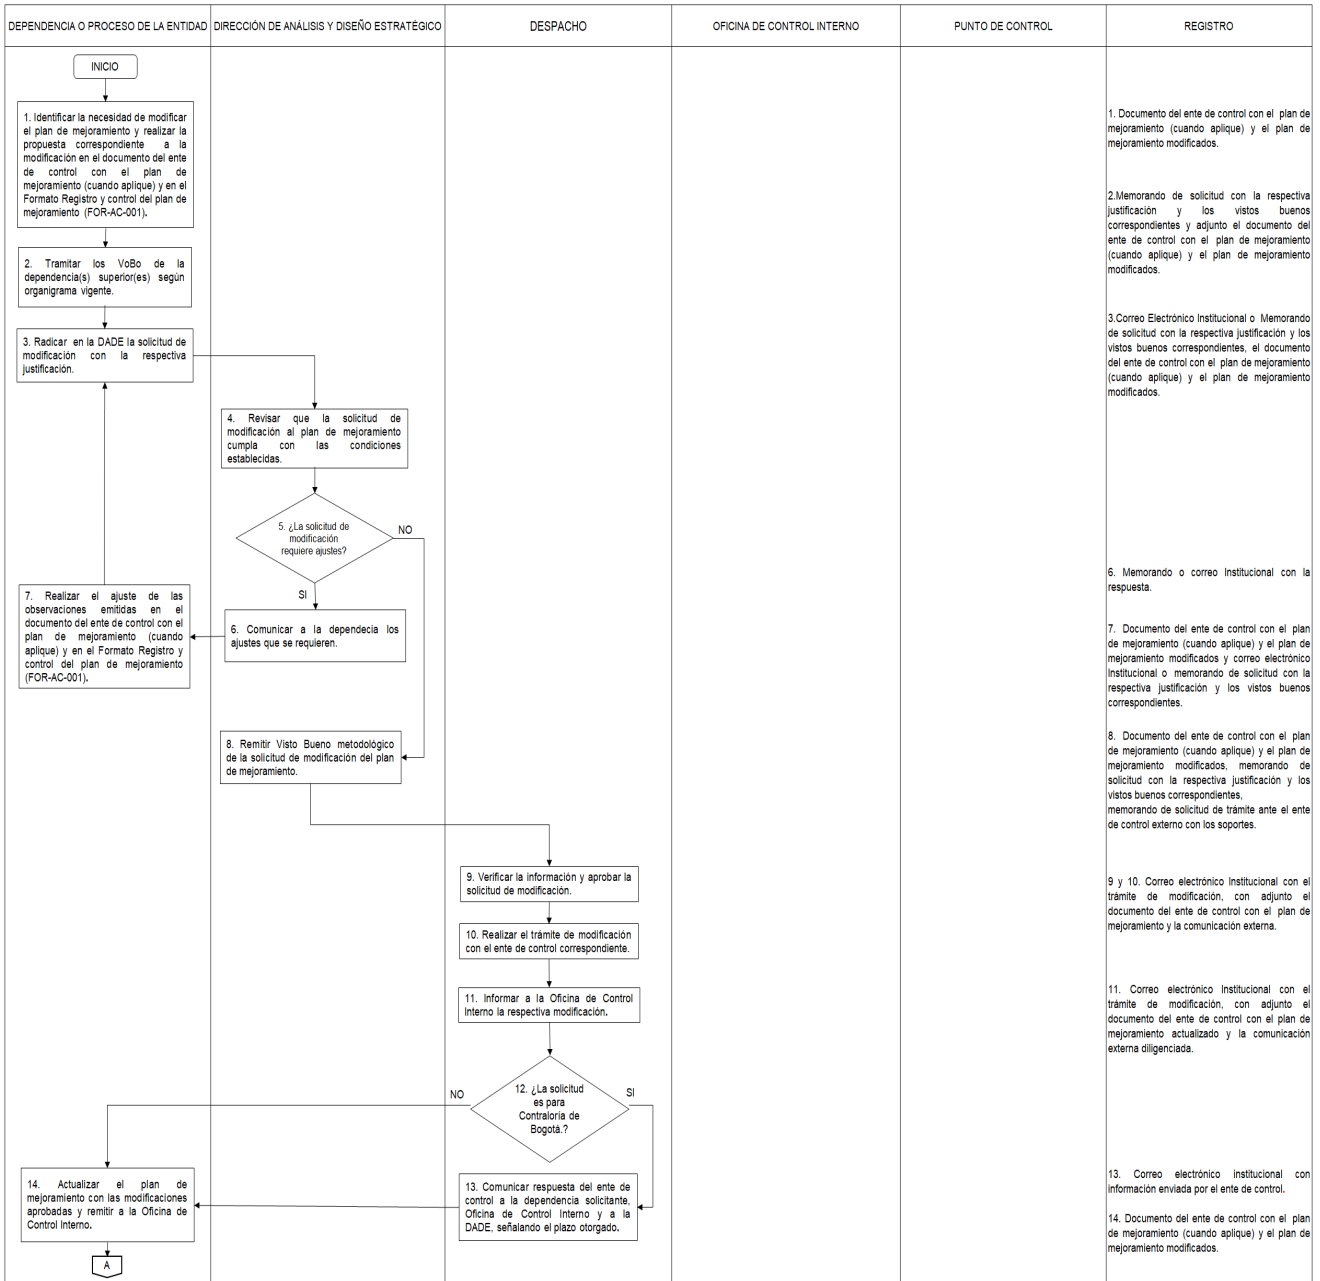 DEPENDENCIA O PROCESO DE LA ENTIDAD
DIRECCIÓN DE ANÁLISIS Y DISEÑO ESTRATÉGICO
DESPACHO
OFICINA DE CONTROL INTERNO
PUNTO DE CONTROL
REGISTRO
INICIO
1. Identificar la necesidad de modificar
el plan de mejoramiento y realizar la
propuesta correspondiente a la
modificación en el documento del ente
de control con el plan de
mejoramiento (cuando aplique) y en el
Formato Registro y control del plan de
mejoramiento (FOR-AC-001).
2. Tramitar los VoBo de la
dependencia(s) superior(es) según
organigrama vigente.
3. Radicar en la DADE la solicitud de
modificación con la respectiva
justificación.
4. Revisar que la solicitud de
modificación al plan de mejoramiento
cumpla con las condiciones
establecidas.
5. ¿La solicitud de
modificación
requiere ajustes?
NO
SI
6. Comunicar a la dependecia los
ajustes que se requieren.
7. Realizar el ajuste de las
observaciones emitidas en el
documento del ente de control con el
plan de mejoramiento (cuando
aplique) y en el Formato Registro y
control del plan de mejoramiento
(FOR-AC-001).
8. Remitir Visto Bueno metodológico
de la solicitud de modificación del plan
de mejoramiento.
9. Verificar la información y aprobar la
solicitud de modificación.
10. Realizar el trámite de modificación
con el ente de control correspondiente.
11. Informar a la Oficina de Control
Interno la respectiva modificación.
12. ¿La solicitud
es para
Contraloría de
Bogotá.?
NO
SI
13. Comunicar respuesta del ente de
control a la dependencia solicitante,
Oficina de Control Interno y a la
DADE, señalando el plazo otorgado.
14. Actualizar el plan de
mejoramiento con las modificaciones
aprobadas y remitir a la Oficina de
Control Interno.
A
1. Documento del ente de control con el plan de
mejoramiento (cuando aplique) y el plan de
mejoramiento modificados.
2.Memorando de solicitud con la respectiva
justificación y los vistos buenos
correspondientes y adjunto el documento del
ente de control con el plan de mejoramiento
(cuando aplique) y el plan de mejoramiento
modificados.
3.Correo Electrónico Institucional o Memorando
de solicitud con la respectiva justificación y los
vistos buenos correspondientes, el documento
del ente de control con el plan de mejoramiento
(cuando aplique) y el plan de mejoramiento
modificados.
6. Memorando o correo Institucional con la
respuesta.
7. Documento del ente de control con el plan
de mejoramiento (cuando aplique) y el plan de
mejoramiento modificados y correo electrónico
Institucional o memorando de solicitud con la
respectiva justificación y los vistos buenos
correspondientes.
8. Documento del ente de control con el plan
de mejoramiento (cuando aplique) y el plan de
mejoramiento modificados, memorando de
solicitud con la respectiva justificación y los
vistos buenos correspondientes,
memorando de solicitud de trámite ante el ente
de control externo con los soportes.
9 y 10. Correo electrónico Institucional con el
trámite de modificación, con adjunto el
documento del ente de control con el plan de
mejoramiento y la comunicación externa.
11. Correo electrónico Institucional con el
trámite de modificación, con adjunto el
documento del ente de control con el plan de
mejoramiento actualizado y la comunicación
externa diligenciada.
13. Correo electrónico institucional con
información enviada por el ente de control.
14. Documento del ente de control con el plan
de mejoramiento (cuando aplique) y el plan de
mejoramiento modificados.